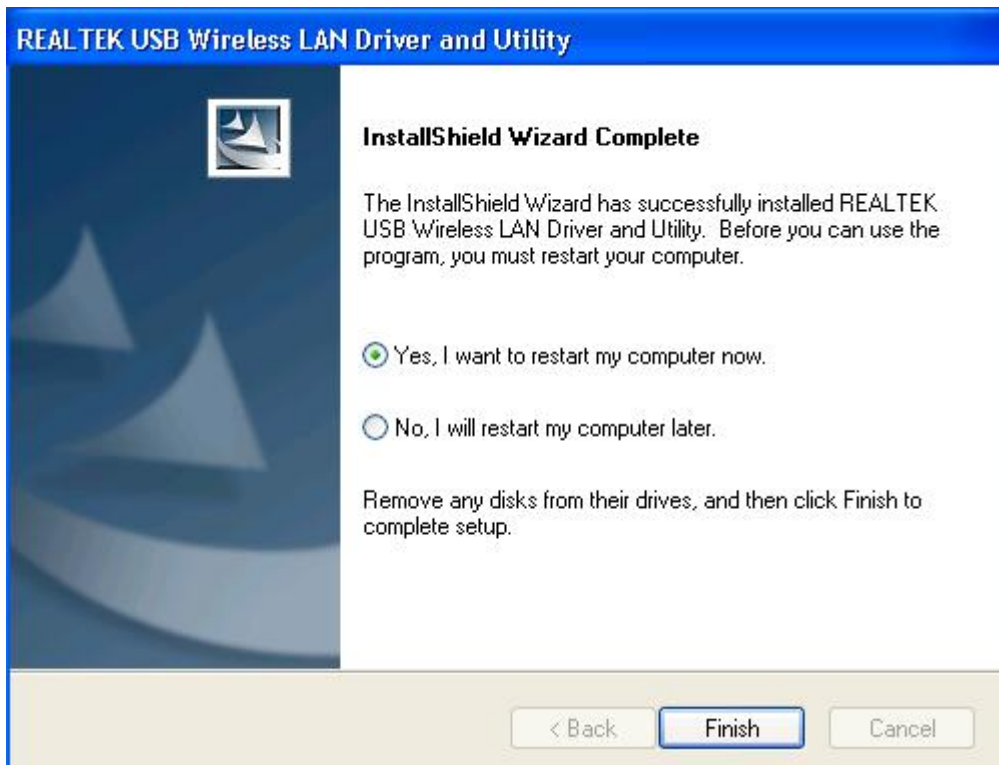 REALTEK USB Wireless LAN Driver and Utility
InstallShield Wizard Complete
The InstallShield Wizard has successfully installed REALTEK
USB Wireless LAN Driver and Utility.  Before you can use the
program, you must restart your computer.
Yes, I want to restart my computer now.
No, I will restart my computer later.
Remove any disks from their drives, and then click Finish to
complete setup.
< Back
Finish
Cancel